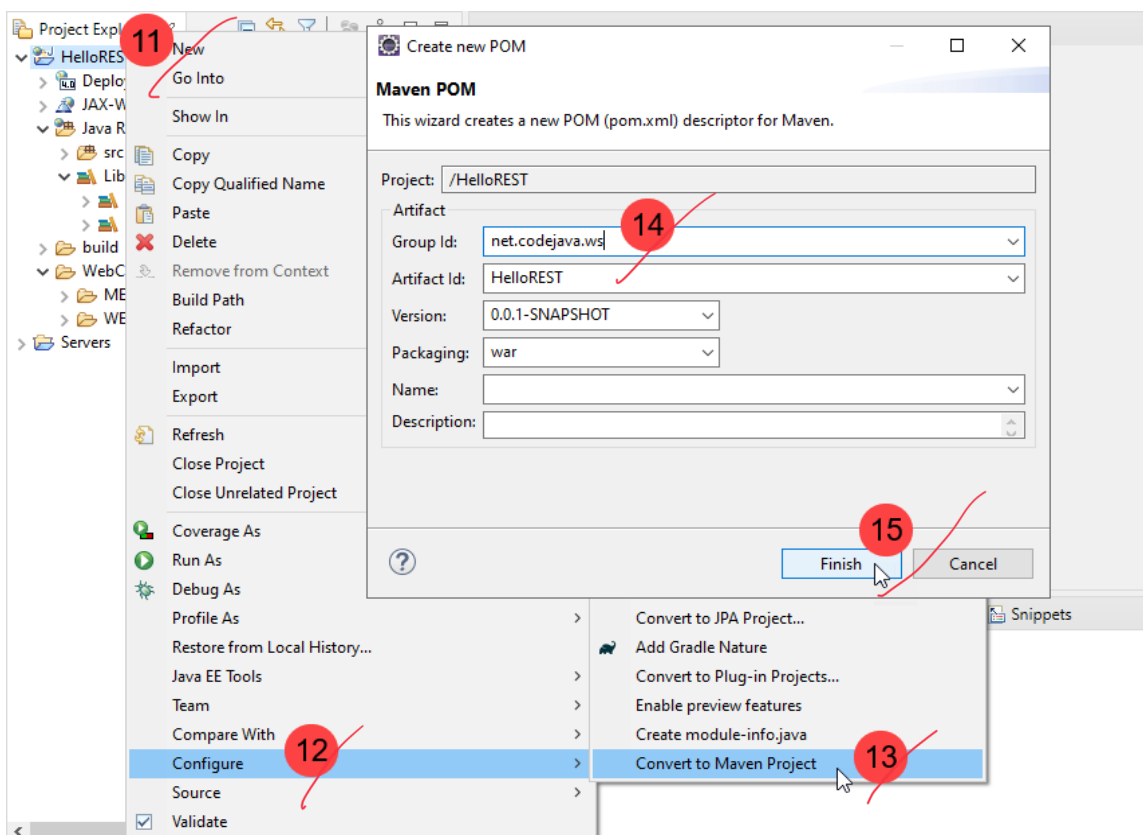 Project Expl
11
HelloRES
Deplo
JAX-W
Java R
src
Lib
build
WebC
ME
WE
Servers
New
Go Into
Show In
Copy
Copy Qualified Name
Paste
Delete
Remove from Context
Build Path
Refactor
Import
Export
Refresh
Close Project
Close Unrelated Project
Coverage As
Run As
Debug As
Profile As
Restore from Local History...
Java EE Tools
Team
Compare With
12
Configure
Source
Validate
Create new POM
Maven POM
This wizard creates a new POM (pom.xml) descriptor for Maven.
Project: /HelloREST
Artifact
14
Group Id: net.codejava.ws
Artifact Id: HelloREST
Version: 0.0.1-SNAPSHOT
Packaging: war
Name:
Description:
15
? Finish Cancel
Convert to JPA Project...
Add Gradle Nature
Convert to Plug-in Projects...
Enable preview features
Create module-info.java
Convert to Maven Project
13
Snippets